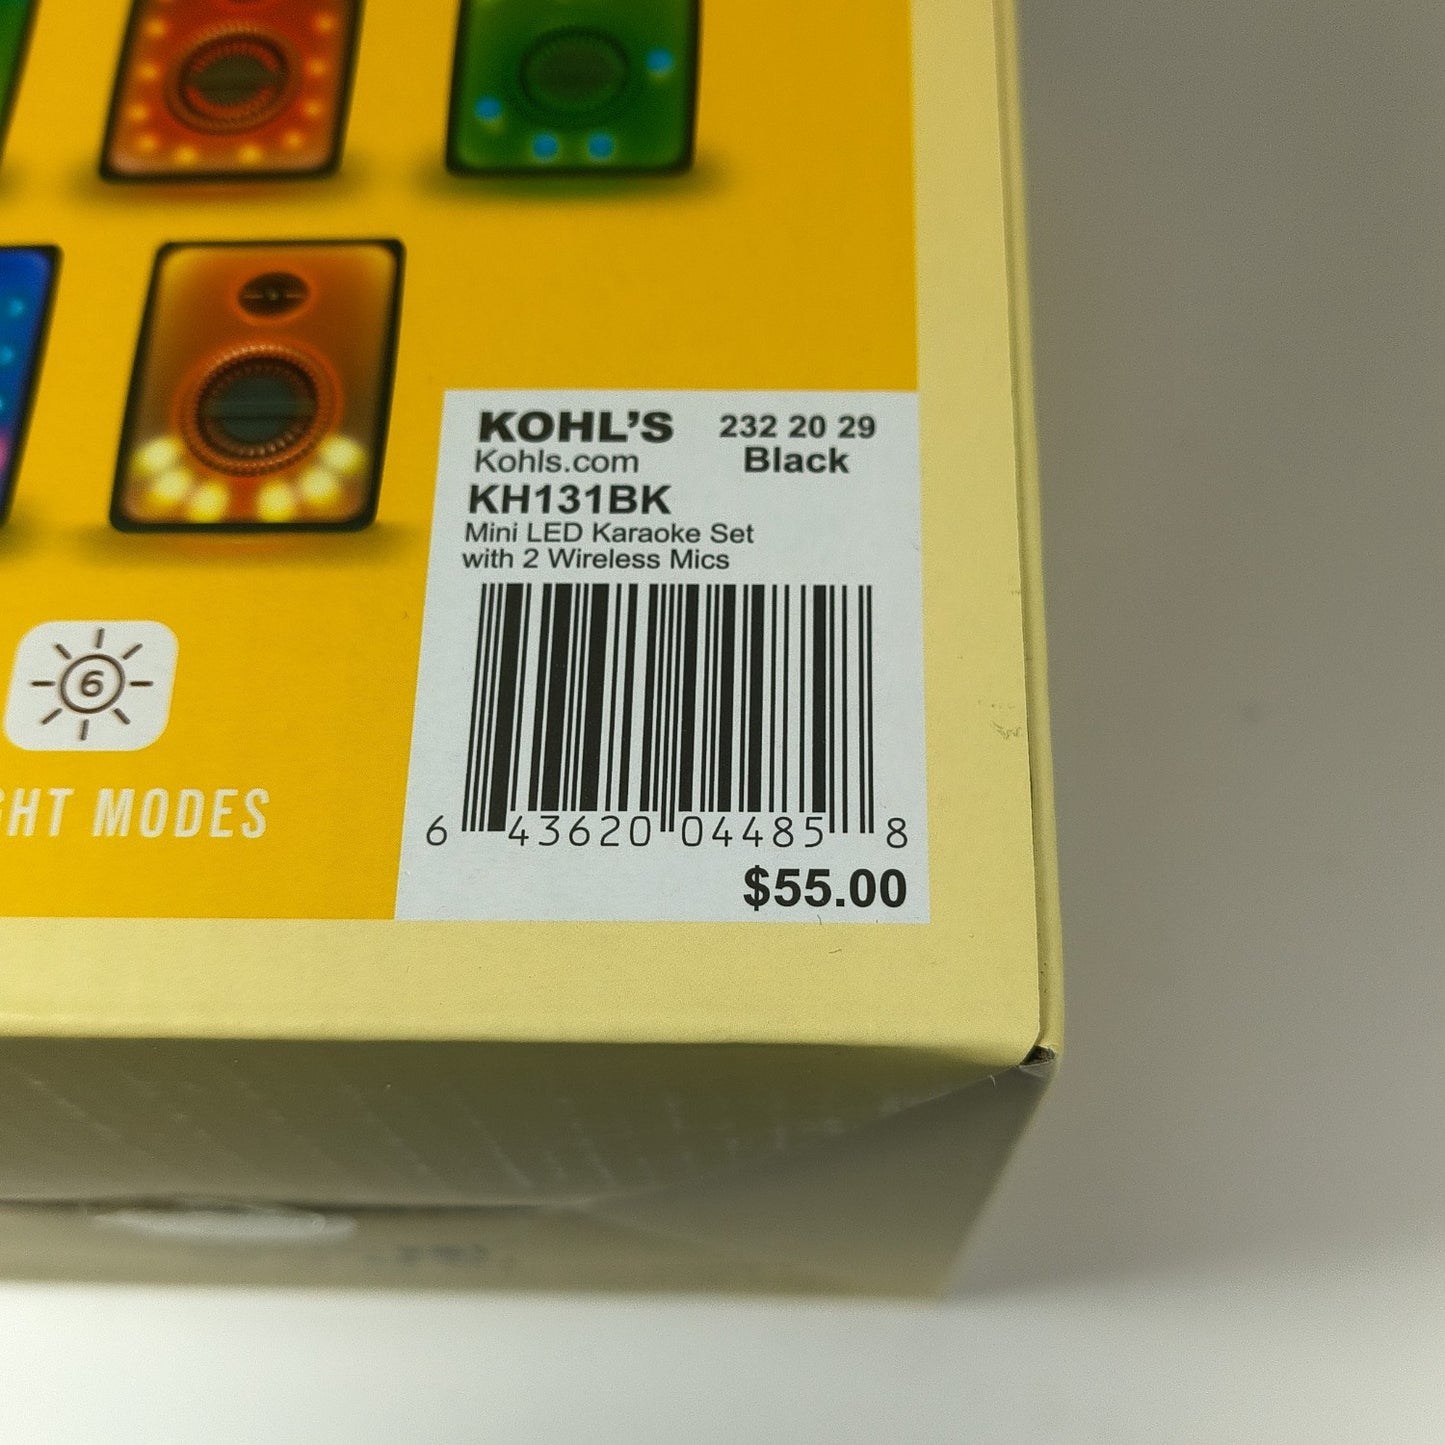 KOHL'S 232 20 29
Kohls.com Black
KH131BK
Mini LED Karaoke Set
with 2 Wireless Mics
6 43620 04485 8
$55.00
6
GHT MODES